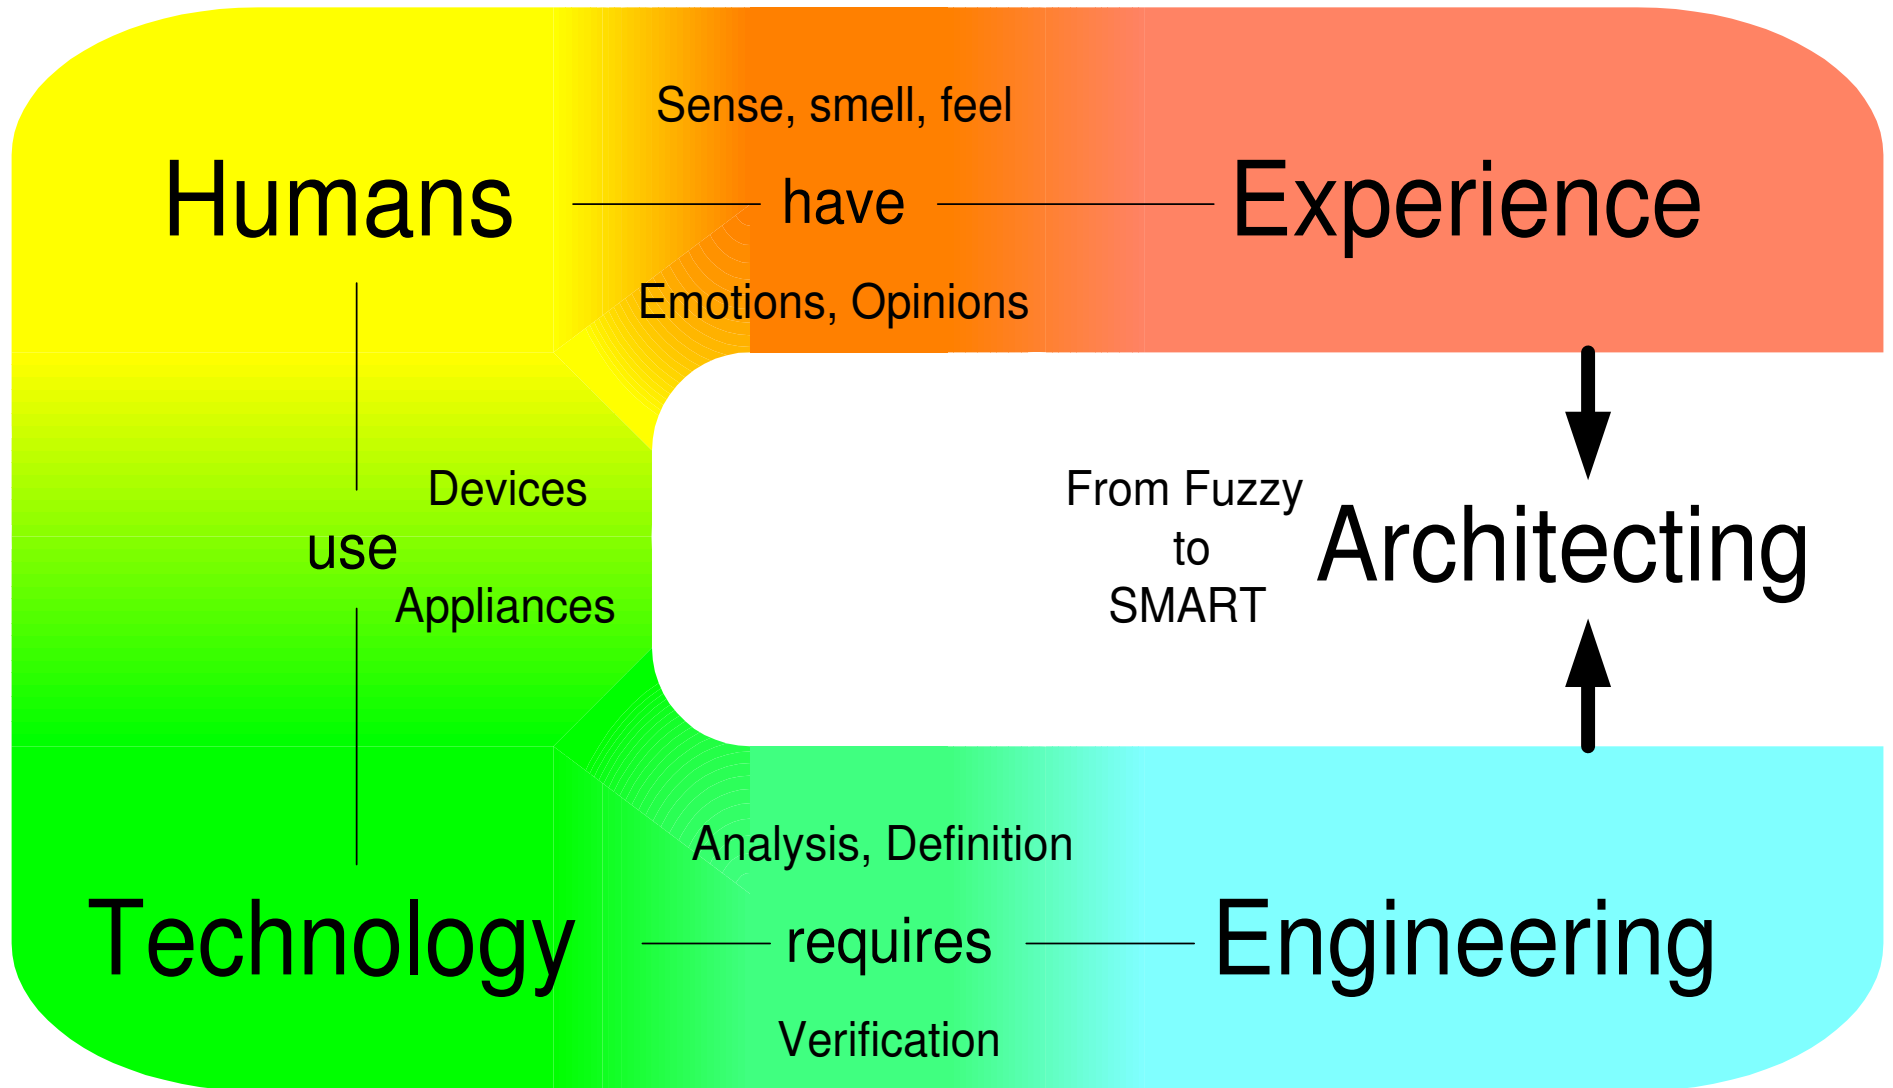 Sense, smell, feel
Humans have Experience
Emotions, Opinions
Devices
use
Appliances
From Fuzzy
to
SMART
Architecting
Analysis, Definition
Technology requires Engineering
Verification